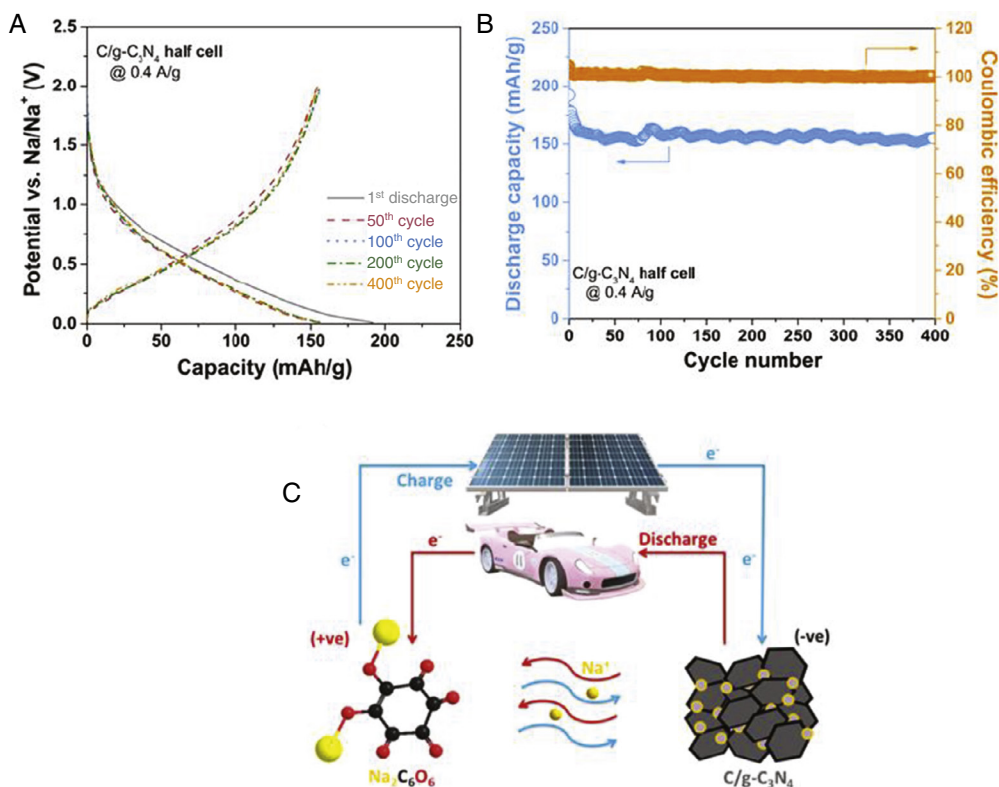 A
C/g-C₃N₄ half cell
@ 0.4 A/g
Potential vs. Na/Na⁺ (V)
2.5
2.0
1.5
1.0
0.5
0.0
1st discharge
50th cycle
100th cycle
200th cycle
400th cycle
0
50
100
150
200
250
Capacity (mAh/g)
B
Discharge capacity (mAh/g)
250
200
150
100
50
0
C/g-C₃N₄ half cell
@ 0.4 A/g
0
50
100
150
200
250
300
350
400
Cycle number
120
100
80
60
40
20
0
Coulombic efficiency (%)
C
Charge
e⁻
e⁻
Discharge
e⁻
e⁻
(+ve)
Na⁺
(-ve)
Na₂C₆O₆
C/g-C₃N₄